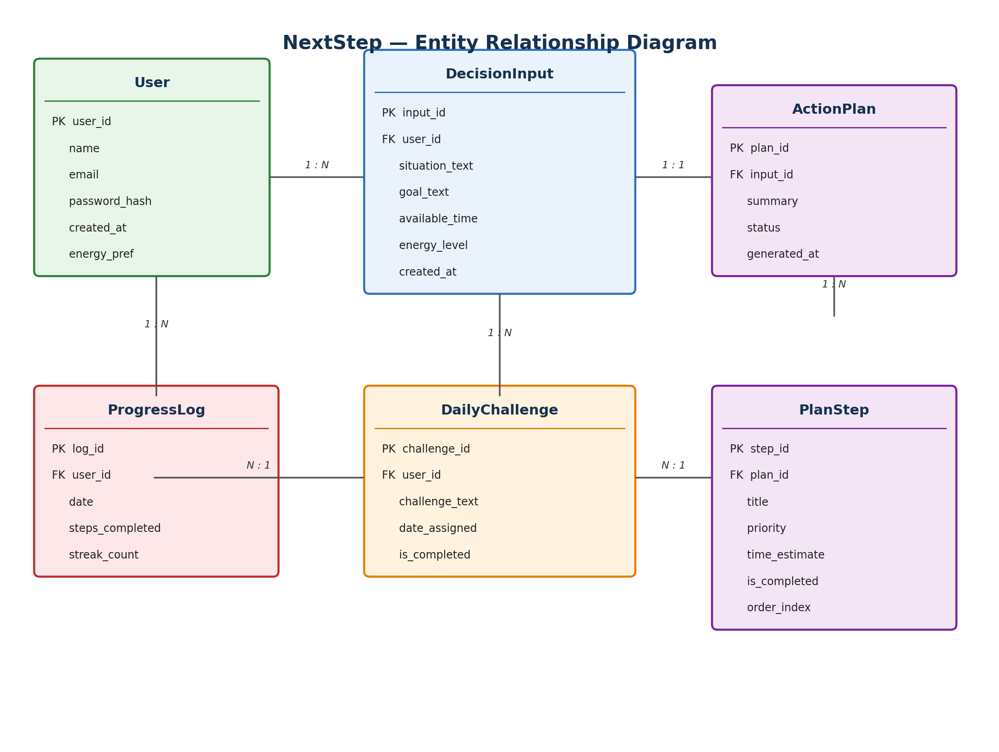 NextStep — Entity Relationship Diagram
User
PK user_id
name
email
password_hash
created_at
energy_pref
1 : N
DecisionInput
PK input_id
FK user_id
situation_text
goal_text
available_time
energy_level
created_at
1 : 1
ActionPlan
PK plan_id
FK input_id
summary
status
generated_at
1 : N
1 : N
1 : N
ProgressLog
PK log_id
FK user_id
date
steps_completed
streak_count
N : 1
DailyChallenge
PK challenge_id
FK user_id
challenge_text
date_assigned
is_completed
N : 1
PlanStep
PK step_id
FK plan_id
title
priority
time_estimate
is_completed
order_index